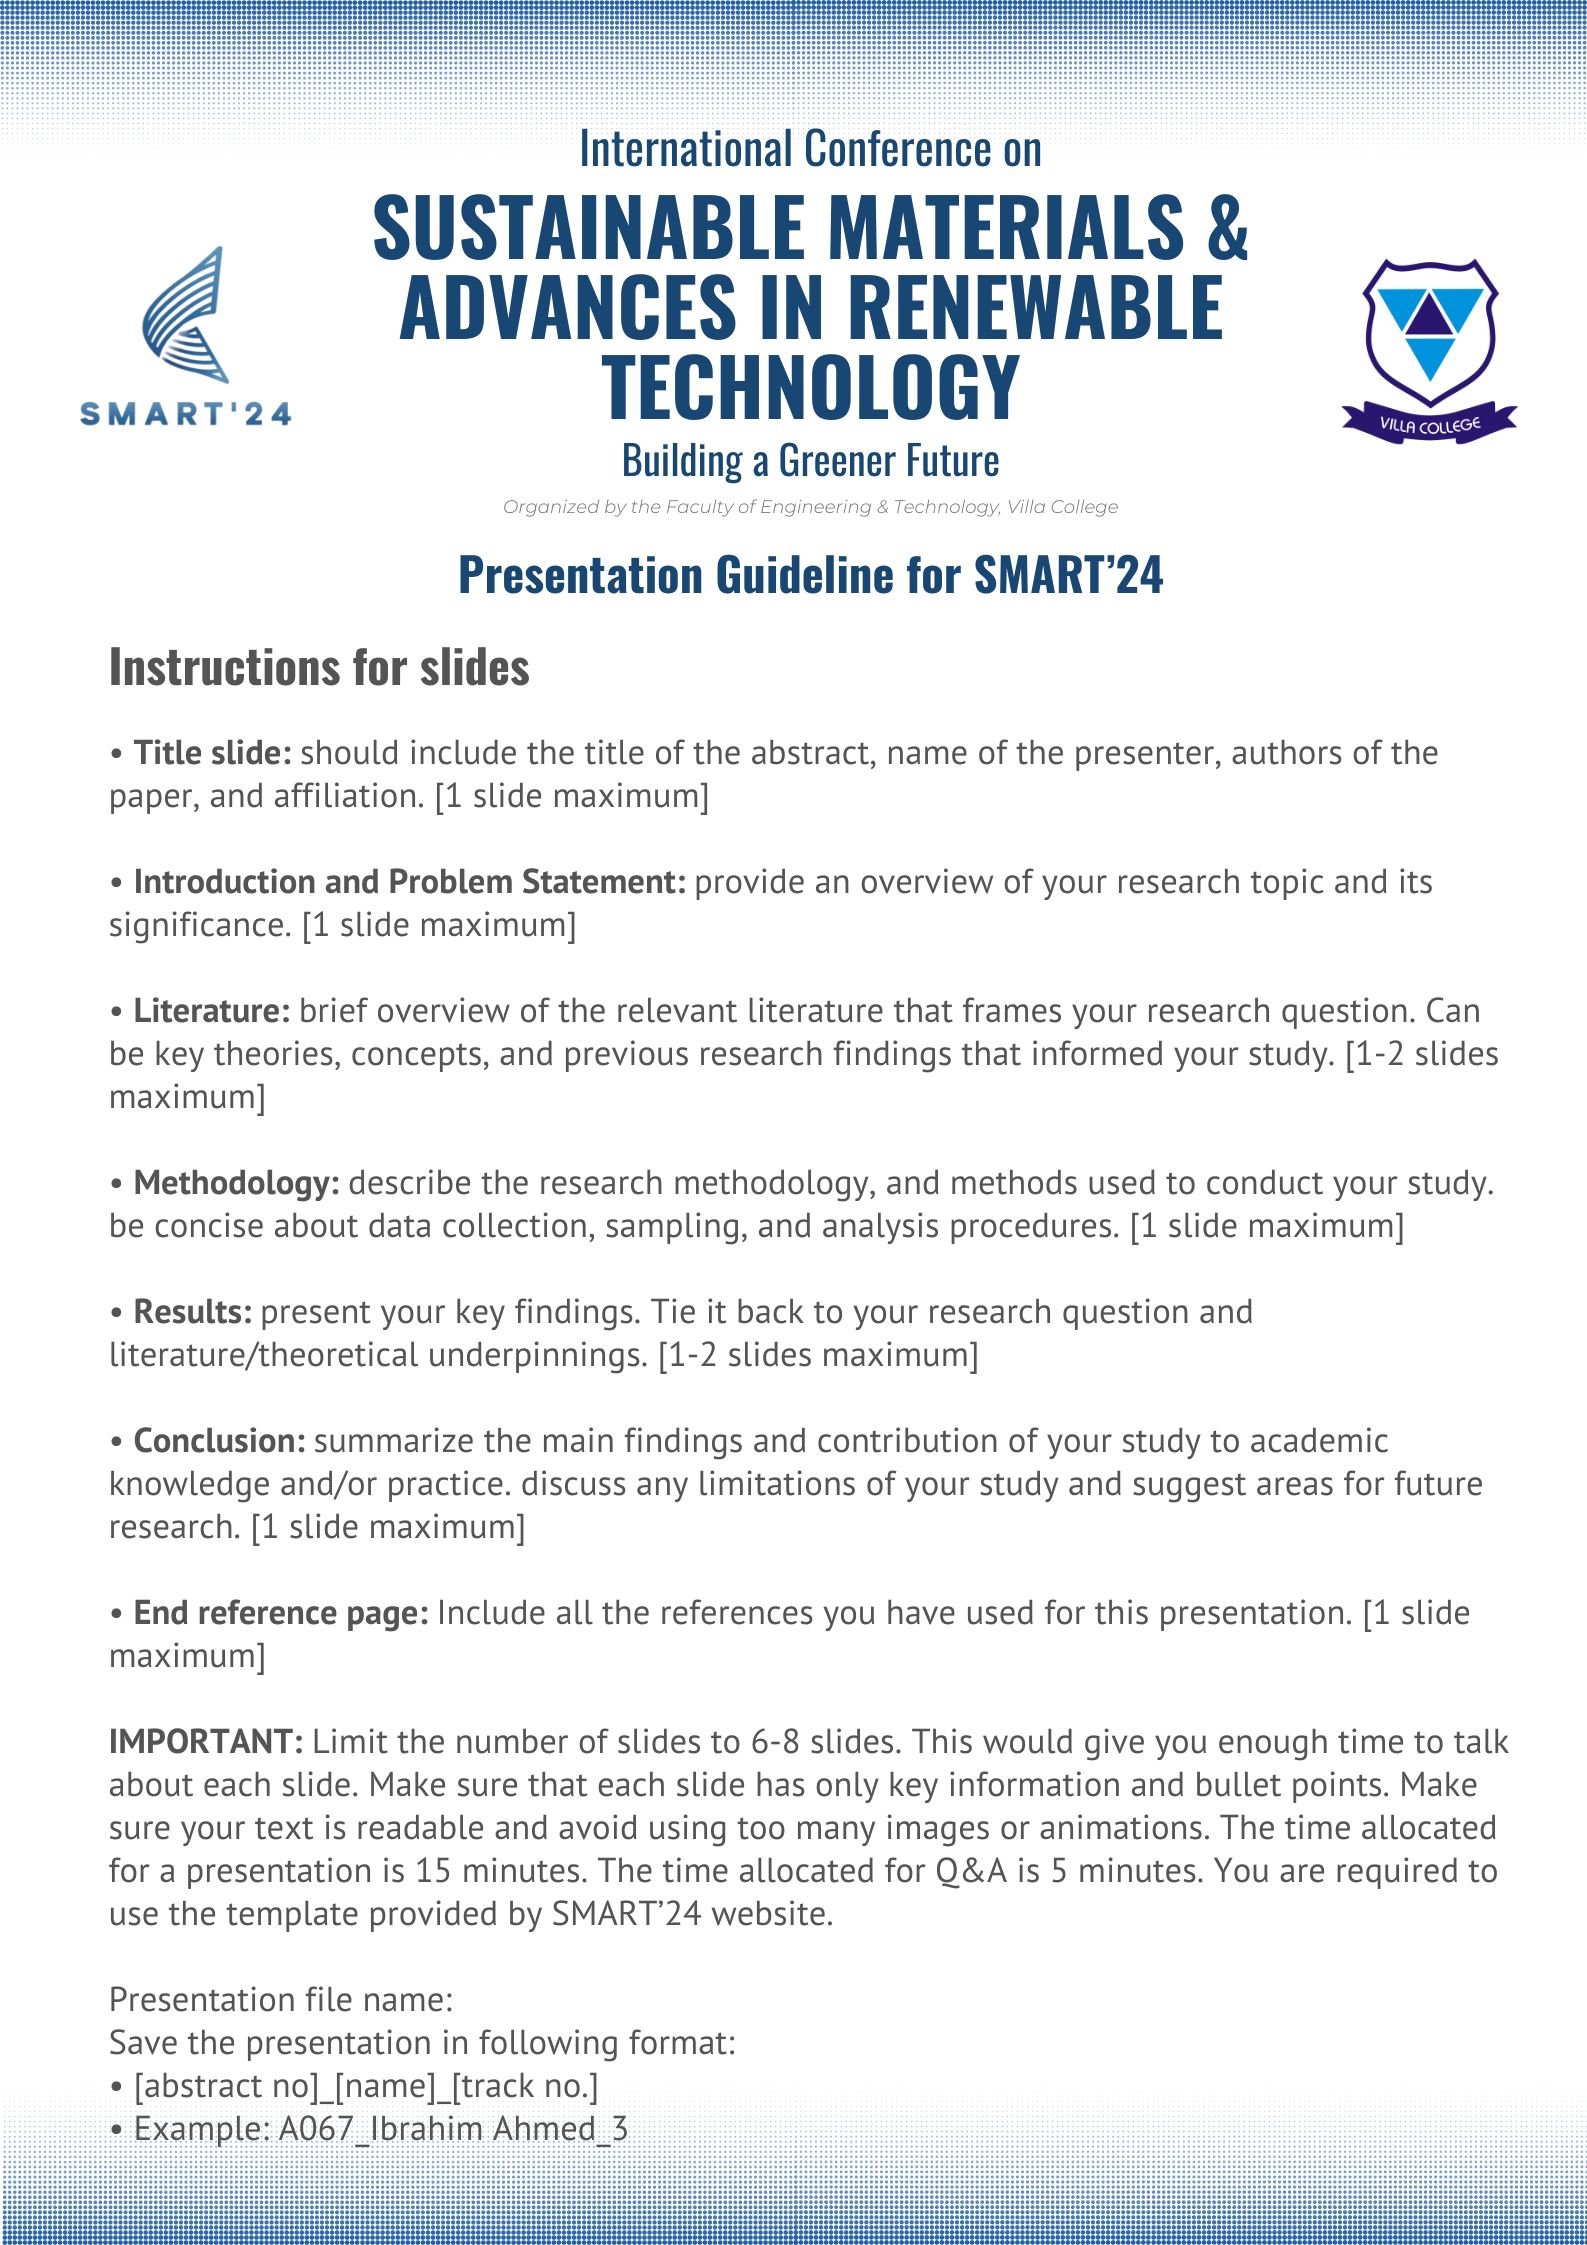 International Conference on
SUSTAINABLE MATERIALS &
ADVANCES IN RENEWABLE
TECHNOLOGY
SMART'24
VILLA COLLEGE
Building a Greener Future
Organized by the Faculty of Engineering & Technology, Villa College
Presentation Guideline for SMART’24
Instructions for slides
• Title slide: should include the title of the abstract, name of the presenter, authors of the
paper, and affiliation. [1 slide maximum]
• Introduction and Problem Statement: provide an overview of your research topic and its
significance. [1 slide maximum]
• Literature: brief overview of the relevant literature that frames your research question. Can
be key theories, concepts, and previous research findings that informed your study. [1-2 slides
maximum]
• Methodology: describe the research methodology, and methods used to conduct your study.
be concise about data collection, sampling, and analysis procedures. [1 slide maximum]
• Results: present your key findings. Tie it back to your research question and
literature/theoretical underpinnings. [1-2 slides maximum]
• Conclusion: summarize the main findings and contribution of your study to academic
knowledge and/or practice. discuss any limitations of your study and suggest areas for future
research. [1 slide maximum]
• End reference page: Include all the references you have used for this presentation. [1 slide
maximum]
IMPORTANT: Limit the number of slides to 6-8 slides. This would give you enough time to talk
about each slide. Make sure that each slide has only key information and bullet points. Make
sure your text is readable and avoid using too many images or animations. The time allocated
for a presentation is 15 minutes. The time allocated for Q&A is 5 minutes. You are required to
use the template provided by SMART’24 website.
Presentation file name:
Save the presentation in following format:
• [abstract no]_[name]_[track no.]
• Example: A067_Ibrahim Ahmed_3